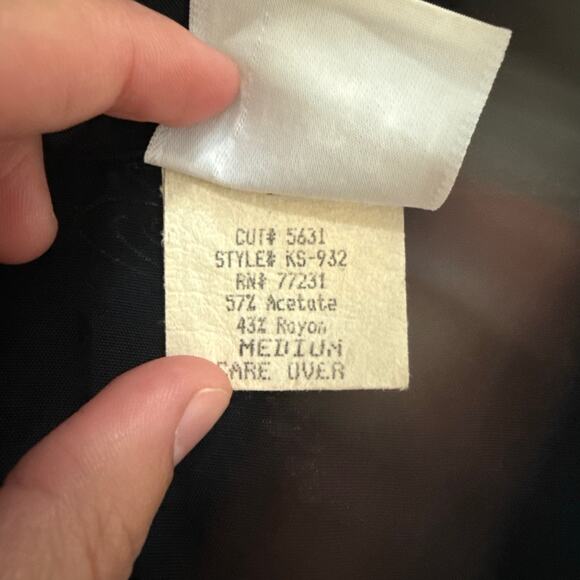 CUT# 5631
STYLE# KS-932
RN# 77231
57% Acetate
43% Rayon
MEDIUM
CARE OVER